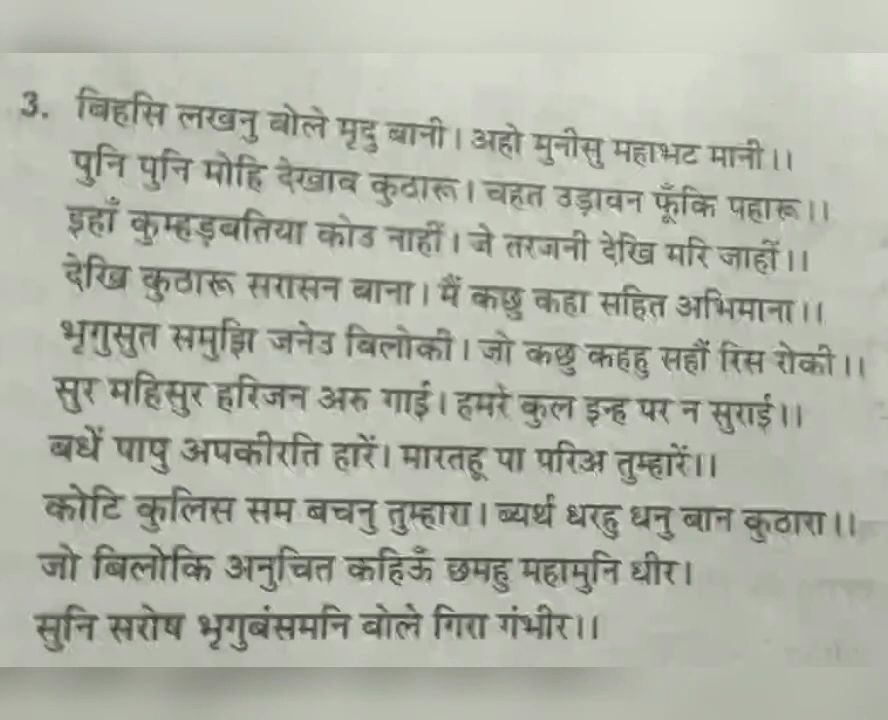 3. बिहसि लखनु बोले मृदु बानी। अहो मुनीसु महाभट मानी।।
पुनि पुनि मोहि देखाव कुठारू। चहत उड़ावन फूँकि पहारू।।
इहाँ कुम्हड़बतिया कोउ नाहीं। जे तरजनी देखि मरि जाहीं।।
देखि कुठारू सरासन बाना। मैं कछु कहा सहित अभिमाना।।
भृगुसुत समुझि जनेउ बिलोकी। जो कछु कहहु सहौं रिस रोकी।।
सुर महिसुर हरिजन अरु गाई। हमरे कुल इन्ह पर न सुराई।।
बधें पापु अपकीरति हारें। मारतहू पा परिअ तुम्हारें।।
कोटि कुलिस सम बचनु तुम्हारा। ब्यर्थ धरहु धनु बान कुठारा।।
जो बिलोकि अनुचित कहिऊँ छमहु महामुनि धीर।
सुनि सरोष भृगुबंसमनि बोले गिरा गंभीर।।